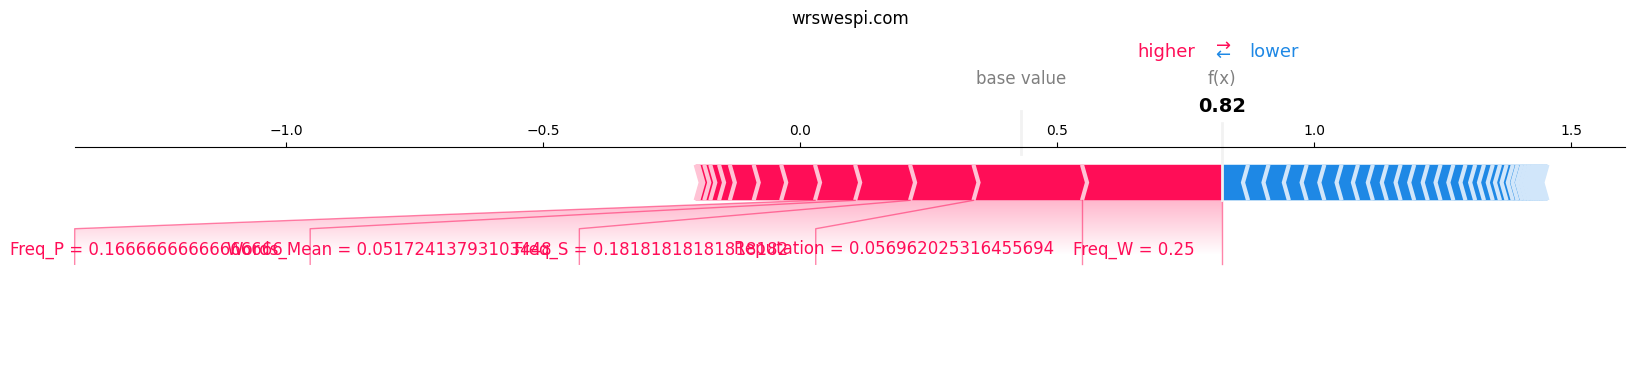 wrswespi.com
higher ⇄ lower
base value f(x)
0.82
−1.0 −0.5 0.0 0.5 1.0 1.5
Freq_P = 0.16666666666666666 Words_Mean = 0.05172413793103448 Freq_S = 0.18181818181818182 Reputation = 0.056962025316455694 Freq_W = 0.25